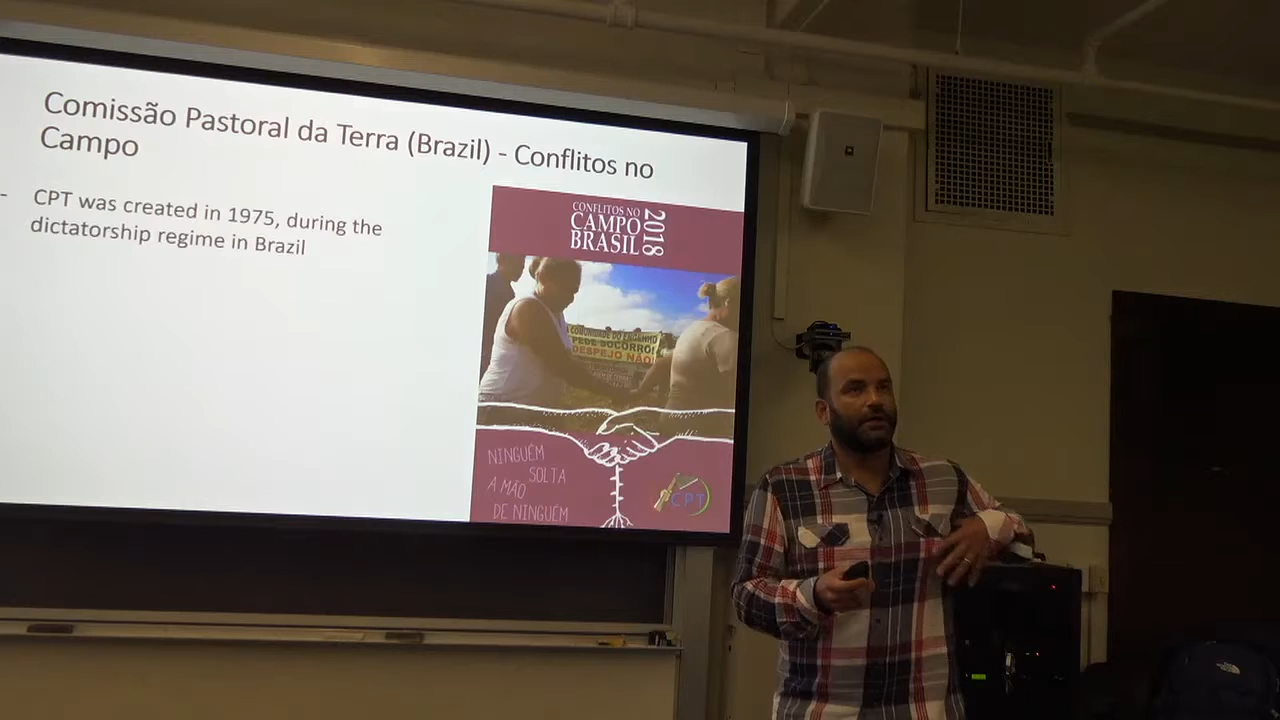 Comissão Pastoral da Terra (Brazil) - Conflitos no
Campo
- CPT was created in 1975, during the
dictatorship regime in Brazil
CONFLITOS NO
CAMPO
BRASIL
2018
COMUNIDADE DO ENGENHO
PEDE SOCORRO!
DESPEJO NÃO!
NINGUÉM
SOLTA
A MÃO
DE NINGUÉM
CPT